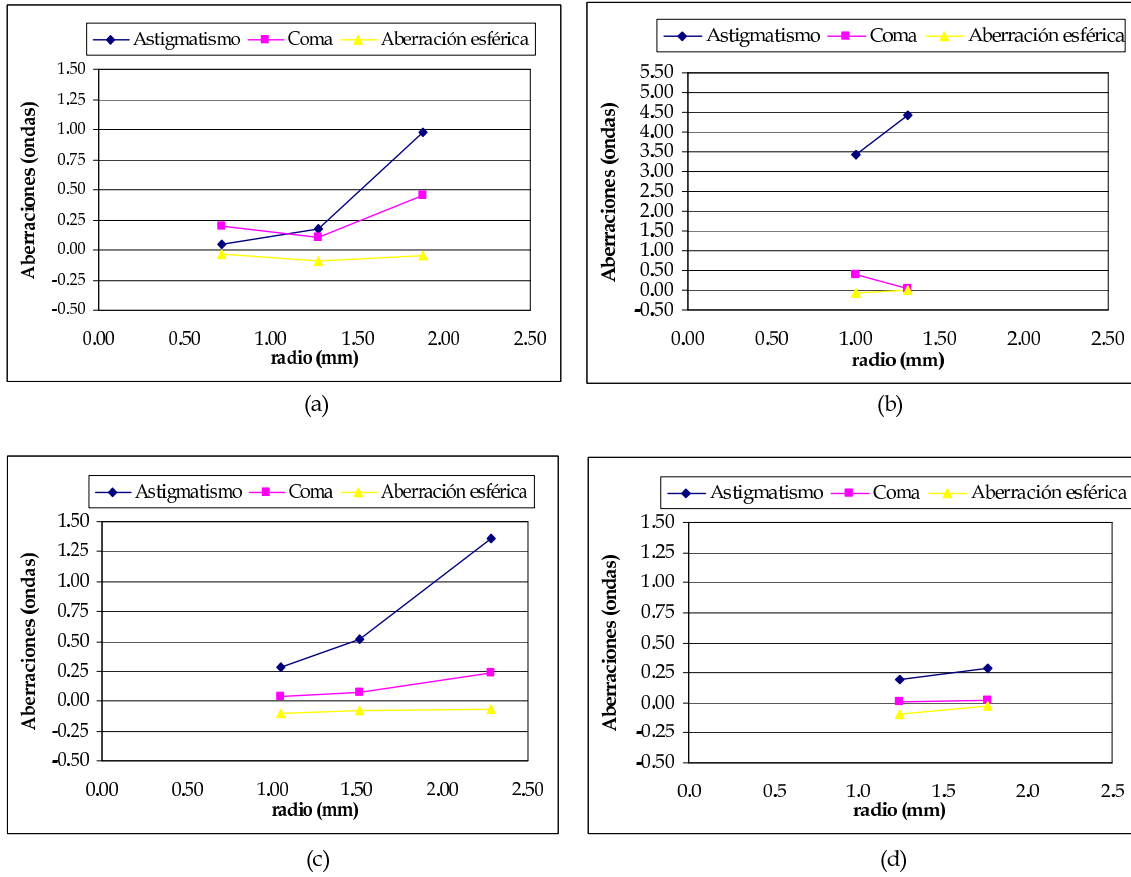 Astigmatismo Coma Aberración esférica
Aberraciones (ondas)
1.50
1.25
1.00
0.75
0.50
0.25
0.00
-0.25
-0.50
0.00 0.50 1.00 1.50 2.00 2.50
radio (mm)
(a)
Astigmatismo Coma Aberración esférica
Aberraciones (ondas)
5.50
5.00
4.50
4.00
3.50
3.00
2.50
2.00
1.50
1.00
0.50
0.00
-0.50
0.00 0.50 1.00 1.50 2.00 2.50
radio (mm)
(b)
Astigmatismo Coma Aberración esférica
Aberraciones (ondas)
1.50
1.25
1.00
0.75
0.50
0.25
0.00
-0.25
-0.50
0.00 0.50 1.00 1.50 2.00 2.50
radio (mm)
(c)
Astigmatismo Coma Aberración esférica
Aberraciones (ondas)
1.50
1.25
1.00
0.75
0.50
0.25
0.00
-0.25
-0.50
0.0 0.5 1.0 1.5 2.0 2.5
radio (mm)
(d)